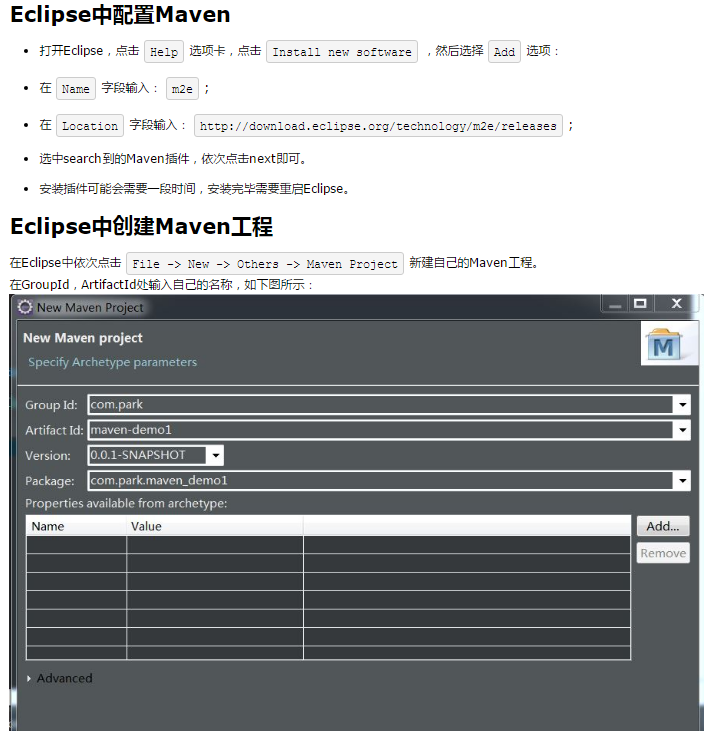 Eclipse中配置Maven
打开Eclipse，点击 Help 选项卡，点击 Install new software ，然后选择 Add 选项：
在 Name 字段输入： m2e ；
在 Location 字段输入： http://download.eclipse.org/technology/m2e/releases ；
选中search到的Maven插件，依次点击next即可。
安装插件可能会需要一段时间，安装完毕需要重启Eclipse。
Eclipse中创建Maven工程
在Eclipse中依次点击 File -> New -> Others -> Maven Project 新建自己的Maven工程。
在GroupId，ArtifactId处输入自己的名称，如下图所示：
New Maven Project
New Maven project
Specify Archetype parameters
M
Group Id: com.park
Artifact Id: maven-demo1
Version: 0.0.1-SNAPSHOT
Package: com.park.maven_demo1
Properties available from archetype:
Name Value Add...
Remove
Advanced